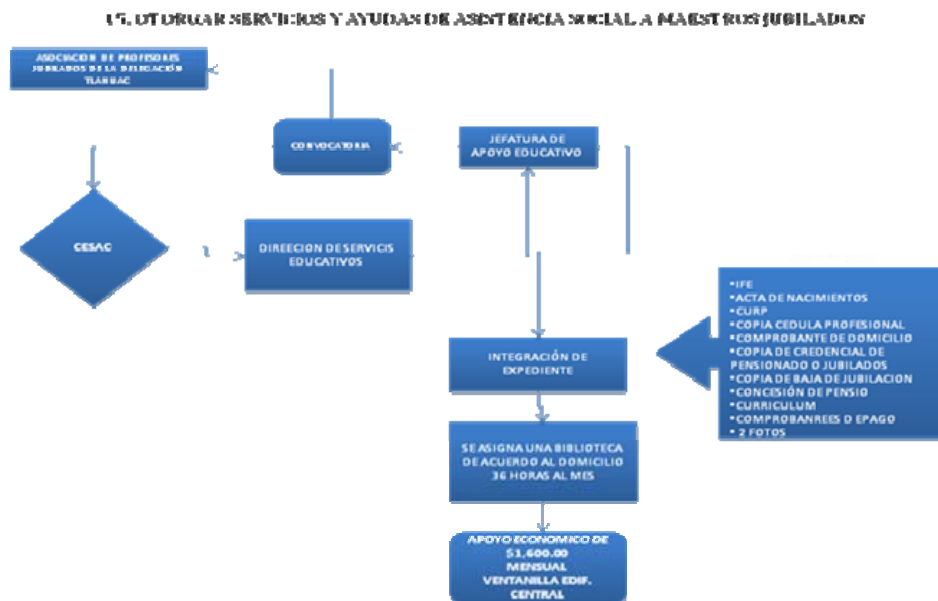 15. OTORGAR SERVICIOS Y AYUDAS DE ASISTENCIA SOCIAL A MAESTROS JUBILADOS
ASOCIACION DE PROFESORES
JUBILADOS DE LA DELEGACIÓN
TLAHUAC
CONVOCATORIA
JEFATURA DE
APOYO EDUCATIVO
CESAC
DIRECCION DE SERVICIS
EDUCATIVOS
•IFE
•ACTA DE NACIMIENTOS
•CURP
•COPIA CEDULA PROFESIONAL
•COMPROBANTE DE DOMICILIO
•COPIA DE CREDENCIAL DE
PENSIONADO O JUBILADOS
•COPIA DE BAJA DE JUBILACION
•CONCESIÓN DE PENSIO
•CURRICULUM
•COMPROBANREES D EPAGO
• 2 FOTOS
INTEGRACIÓN DE
EXPEDIENTE
SE ASIGNA UNA BIBLIOTECA
DE ACUERDO AL DOMICILIO
36 HORAS AL MES
APOYO ECONOMICO DE
$1,600.00
MENSUAL
VENTANILLA EDIF.
CENTRAL